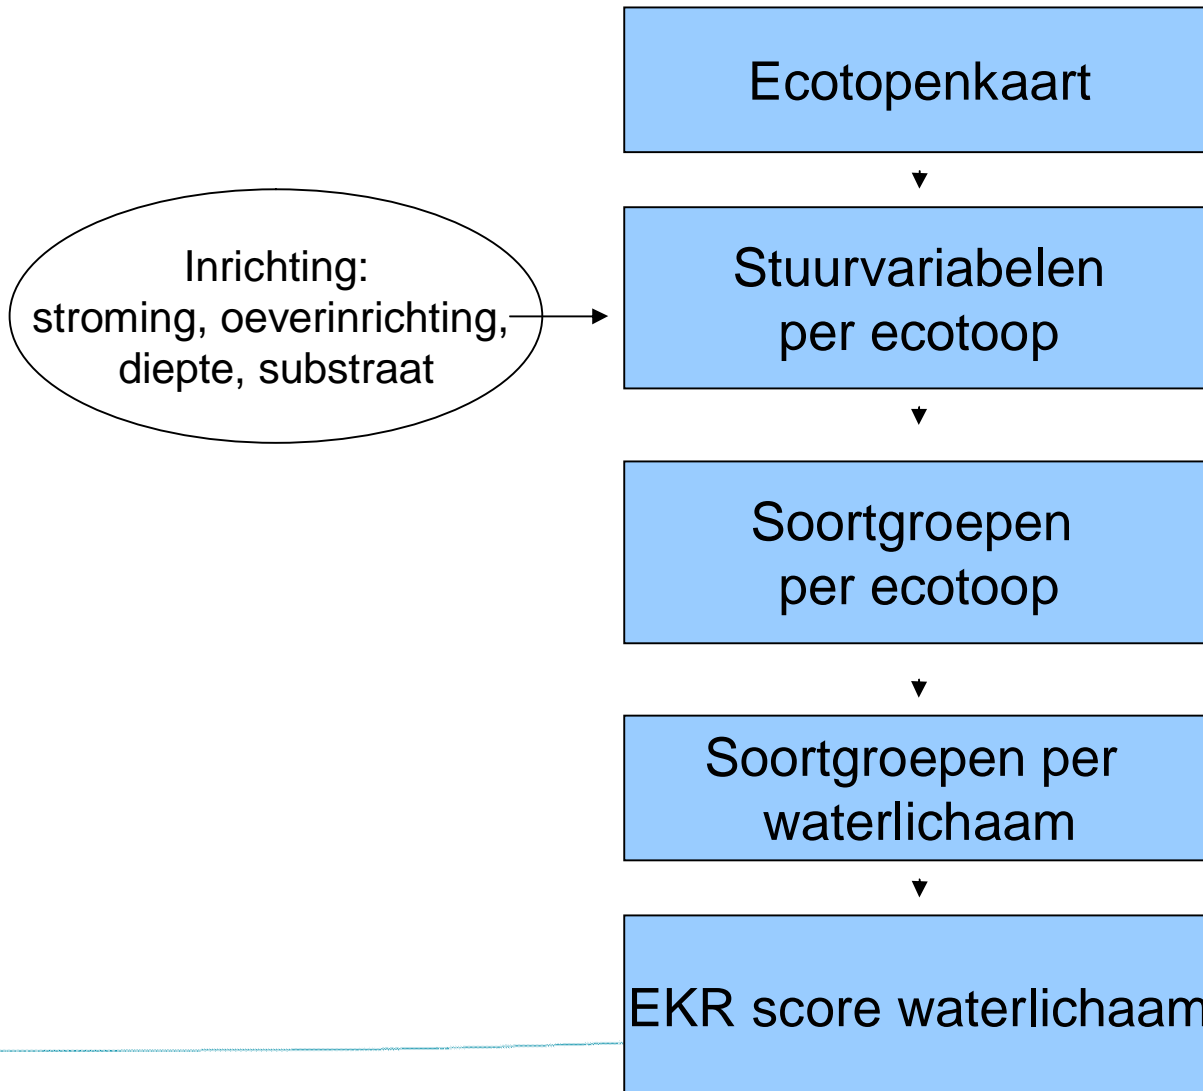 Ecotopenkaart
Inrichting:
stroming, oeverinrichting,
diepte, substraat
Stuurvariabelen
per ecotoop
Soortgroepen
per ecotoop
Soortgroepen per
waterlichaam
EKR score waterlichaam